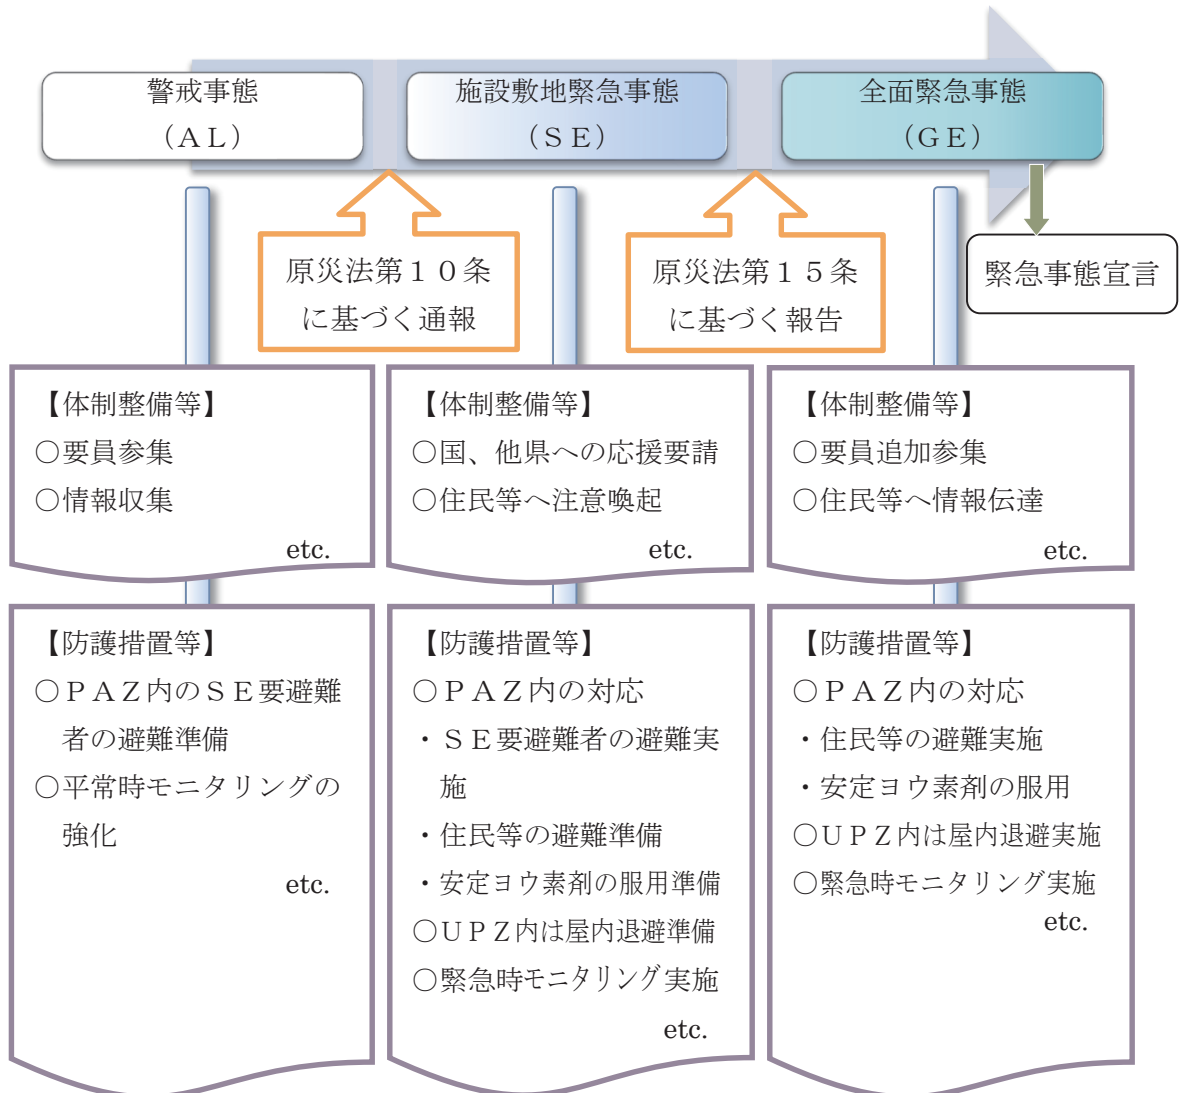 警戒事態
（ＡＬ）
施設敷地緊急事態
（ＳＥ）
全面緊急事態
（ＧＥ）
原災法第１０条
に基づく通報
原災法第１５条
に基づく報告
緊急事態宣言
【体制整備等】
○要員参集
○情報収集
etc.
【体制整備等】
○国、他県への応援要請
○住民等へ注意喚起
etc.
【体制整備等】
○要員追加参集
○住民等へ情報伝達
etc.
【防護措置等】
○ＰＡＺ内のＳＥ要避難
者の避難準備
○平常時モニタリングの
強化
etc.
【防護措置等】
○ＰＡＺ内の対応
・ＳＥ要避難者の避難実
施
・住民等の避難準備
・安定ヨウ素剤の服用準備
○ＵＰＺ内は屋内退避準備
○緊急時モニタリング実施
etc.
【防護措置等】
○ＰＡＺ内の対応
・住民等の避難実施
・安定ヨウ素剤の服用
○ＵＰＺ内は屋内退避実施
○緊急時モニタリング実施
etc.